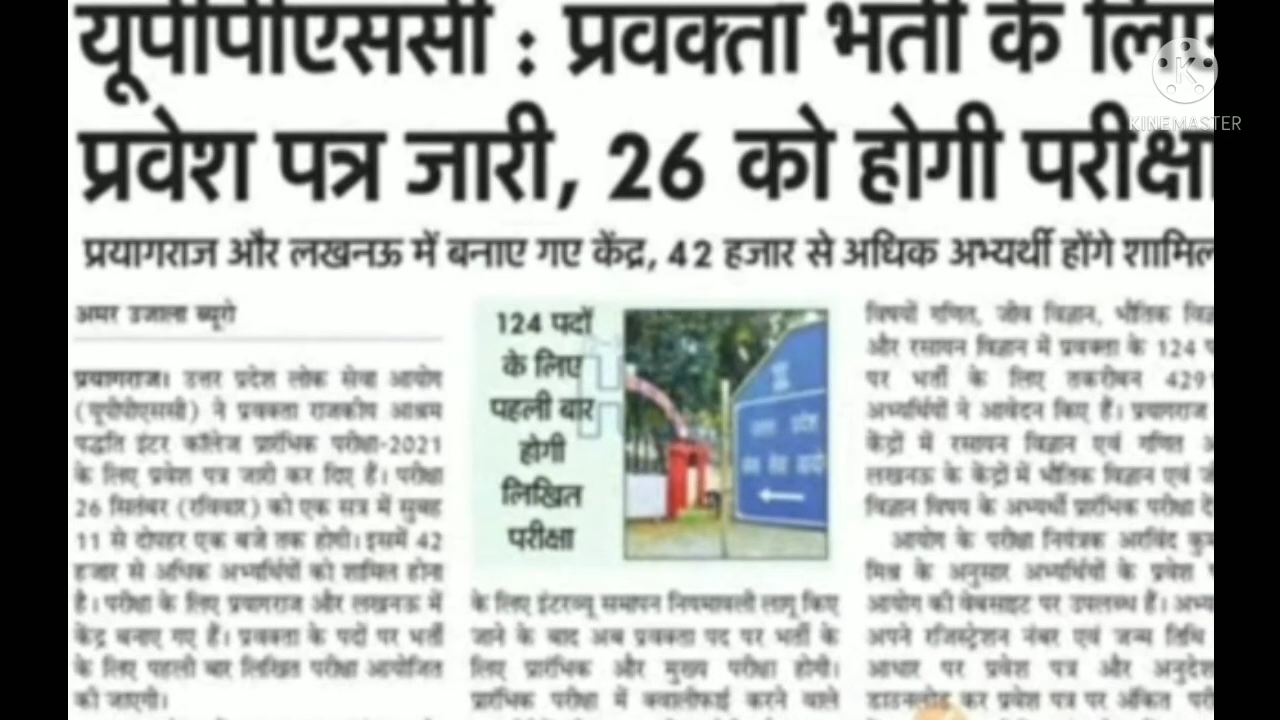 यूपीपीएससी : प्रवक्ता भर्ती के लिए
प्रवेश पत्र जारी, 26 को होगी परीक्षा
KINEMASTER
प्रयागराज और लखनऊ में बनाए गए केंद्र, 42 हजार से अधिक अभ्यर्थी होंगे शामिल
अमर उजाला ब्यूरो
प्रयागराज। उत्तर प्रदेश लोक सेवा आयोग
(यूपीपीएससी) ने प्रवक्ता राजकीय आश्रम
पद्धति इंटर कॉलेज प्रारंभिक परीक्षा-2021
के लिए प्रवेश पत्र जारी कर दिए हैं। परीक्षा
26 सितंबर (रविवार) को एक सत्र में सुबह
11 से दोपहर एक बजे तक होगी। इसमें 42
हजार से अधिक अभ्यर्थियों को शामिल होना
है। परीक्षा के लिए प्रयागराज और लखनऊ में
केंद्र बनाए गए हैं। प्रवक्ता के पदों पर भर्ती
के लिए पहली बार लिखित परीक्षा आयोजित
की जाएगी।
124 पदों
के लिए
पहली बार
होगी
लिखित
परीक्षा
के लिए इंटरव्यू समापन नियमावली लागू किए
जाने के बाद अब प्रवक्ता पद पर भर्ती के
लिए प्रारंभिक और मुख्य परीक्षा होगी।
प्रारंभिक परीक्षा में क्वालीफाई करने वाले
विषयों गणित, जीव विज्ञान, भौतिक
और रसायन विज्ञान में प्रवक्ता के 124
पर भर्ती के लिए तकरीबन 429
अभ्यर्थियों ने आवेदन किए हैं। प्रयागराज
केंद्रों में रसायन विज्ञान एवं गणित
लखनऊ के केंद्रों में भौतिक विज्ञान एवं
विज्ञान विषय के अभ्यर्थी प्रारंभिक परीक्षा
आयोग के परीक्षा नियंत्रक अरविंद
मिश्र के अनुसार अभ्यर्थियों के प्रवेश
आयोग की वेबसाइट पर उपलब्ध हैं।
अपने रजिस्ट्रेशन नंबर एवं जन्म तिथि
आधार पर प्रवेश पत्र और
डाउनलोड कर प्रवेश पत्र पर अंकित